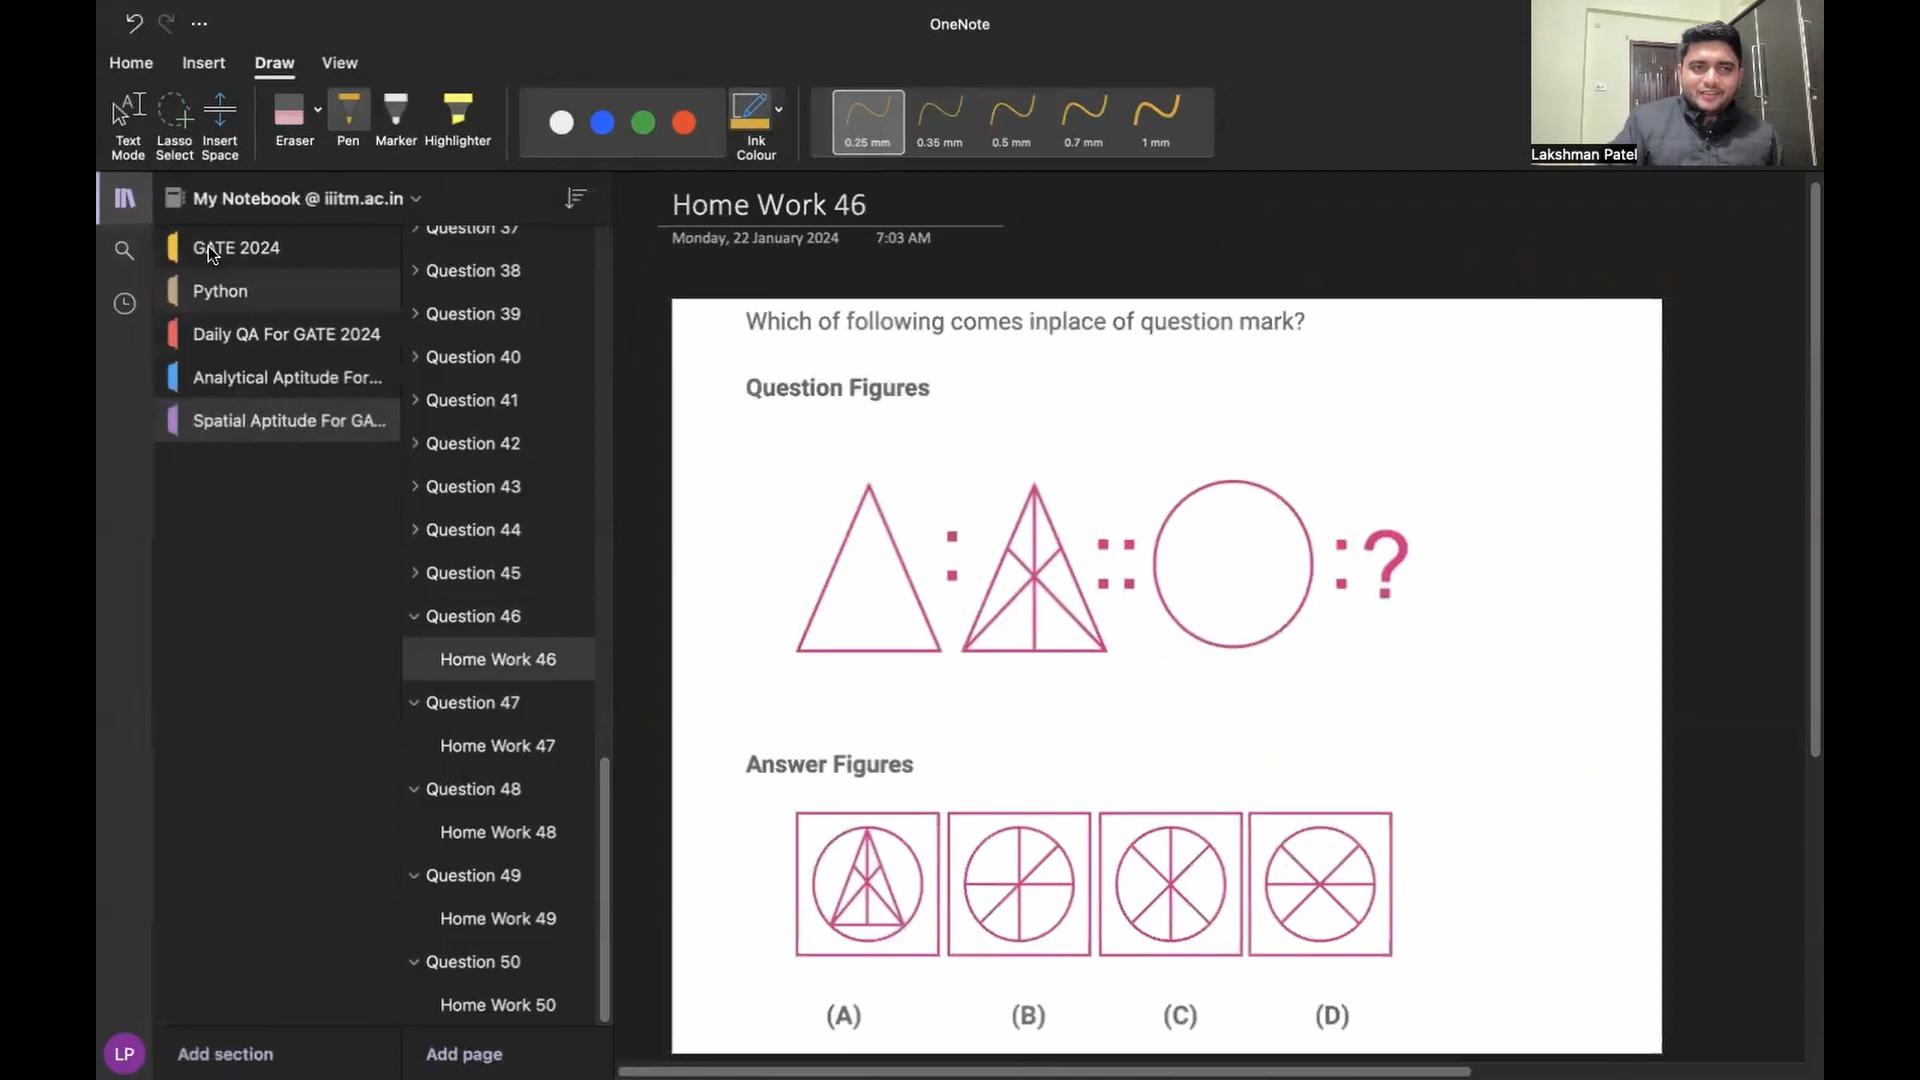 OneNote
Home Insert Draw View
Text Mode
Lasso Select
Insert Space
Eraser
Pen
Marker
Highlighter
Ink Colour
0.25 mm
0.35 mm
0.5 mm
0.7 mm
1 mm
Lakshman Patel
My Notebook @ iiitm.ac.in
GATE 2024
Python
Daily QA For GATE 2024
Analytical Aptitude For...
Spatial Aptitude For GA...
Question 37
Question 38
Question 39
Question 40
Question 41
Question 42
Question 43
Question 44
Question 45
Question 46
Home Work 46
Question 47
Home Work 47
Question 48
Home Work 48
Question 49
Home Work 49
Question 50
Home Work 50
LP
Add section
Add page
Home Work 46
Monday, 22 January 2024 7:03 AM
Which of following comes inplace of question mark?
Question Figures
: :: : ?
Answer Figures
(A) (B) (C) (D)